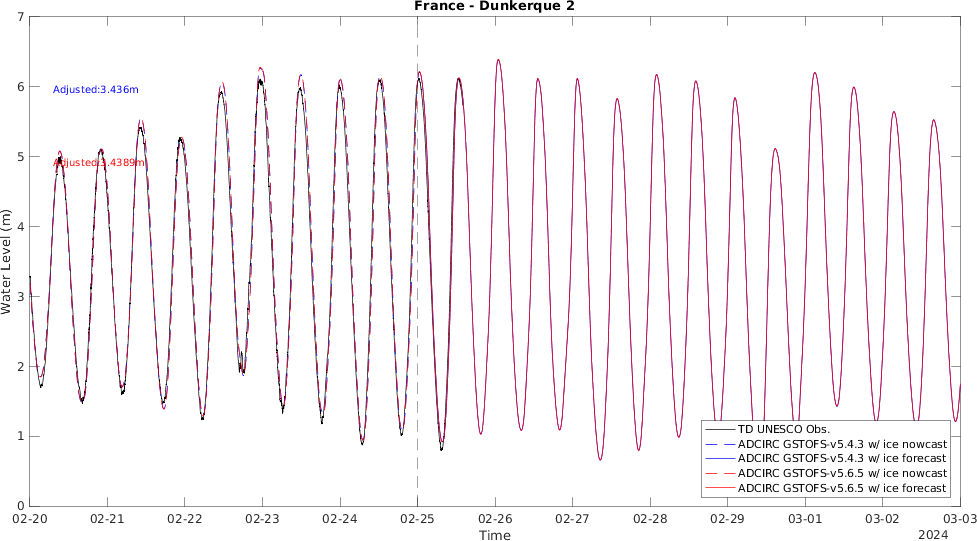 France - Dunkerque 2
7
6
5
4
3
2
1
0
Water Level (m)
Adjusted:3.436m
Adjusted:3.4389m
TD UNESCO Obs.
ADCIRC GSTOFS-v5.4.3 w/ ice nowcast
ADCIRC GSTOFS-v5.4.3 w/ ice forecast
ADCIRC GSTOFS-v5.6.5 w/ ice nowcast
ADCIRC GSTOFS-v5.6.5 w/ ice forecast
02-20 02-21 02-22 02-23 02-24 02-25 02-26 02-27 02-28 02-29 03-01 03-02 03-03
Time
2024